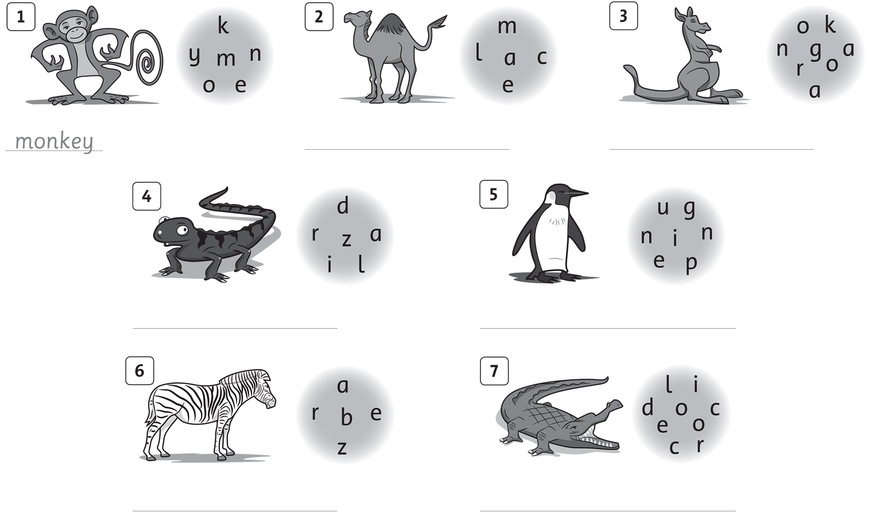 1
k
y m n
o e
monkey
2
m
l a c
e
3
o k
n g a
r o
a
4
d
r z a
i l
5
u g
n i n
e p
6
a
r b e
z
7
l i
d o c
e o
c r